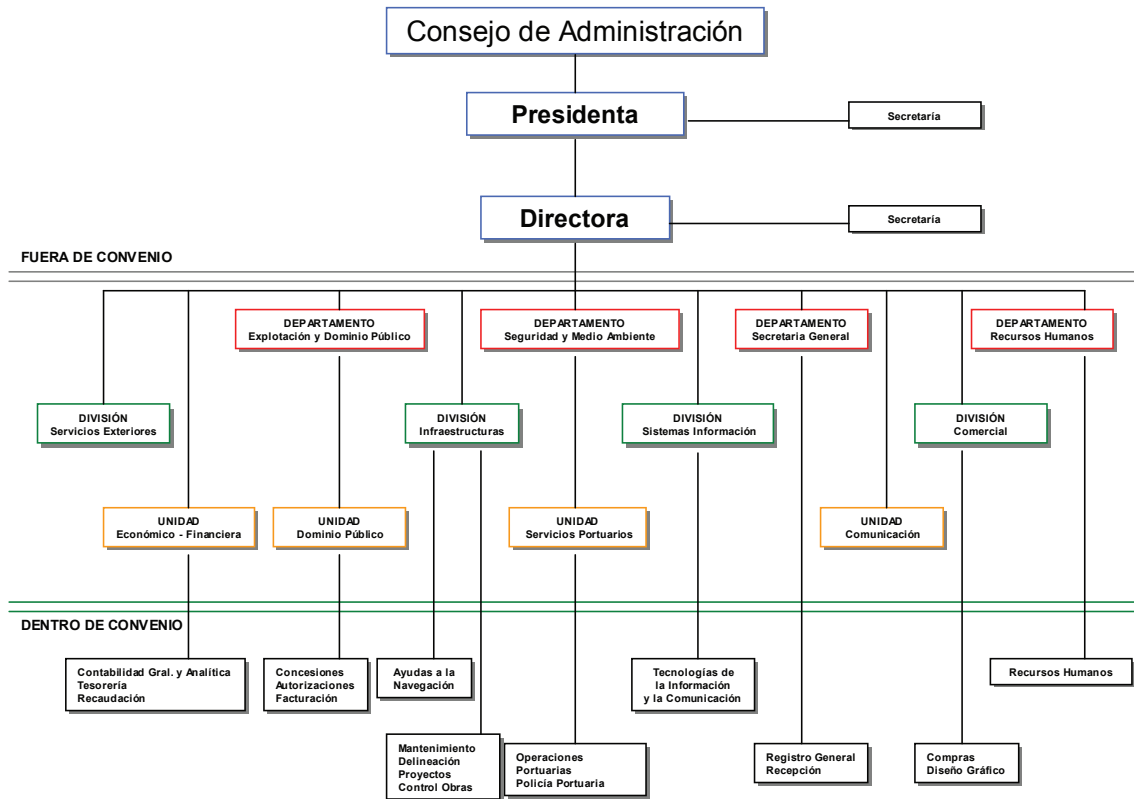 Consejo de Administración
Presidenta
Secretaría
Directora
Secretaría
FUERA DE CONVENIO
DEPARTAMENTO
Explotación y Dominio Público
DEPARTAMENTO
Seguridad y Medio Ambiente
DEPARTAMENTO
Secretaria General
DEPARTAMENTO
Recursos Humanos
DIVISIÓN
Servicios Exteriores
DIVISIÓN
Infraestructuras
DIVISIÓN
Sistemas Información
DIVISIÓN
Comercial
UNIDAD
Económico - Financiera
UNIDAD
Dominio Público
UNIDAD
Servicios Portuarios
UNIDAD
Comunicación
DENTRO DE CONVENIO
Contabilidad Gral. y Analítica
Tesorería
Recaudación
Concesiones
Autorizaciones
Facturación
Ayudas a la
Navegación
Tecnologías de
la Información
y la Comunicación
Recursos Humanos
Mantenimiento
Delineación
Proyectos
Control Obras
Operaciones
Portuarias
Policía Portuaria
Registro General
Recepción
Compras
Diseño Gráfico